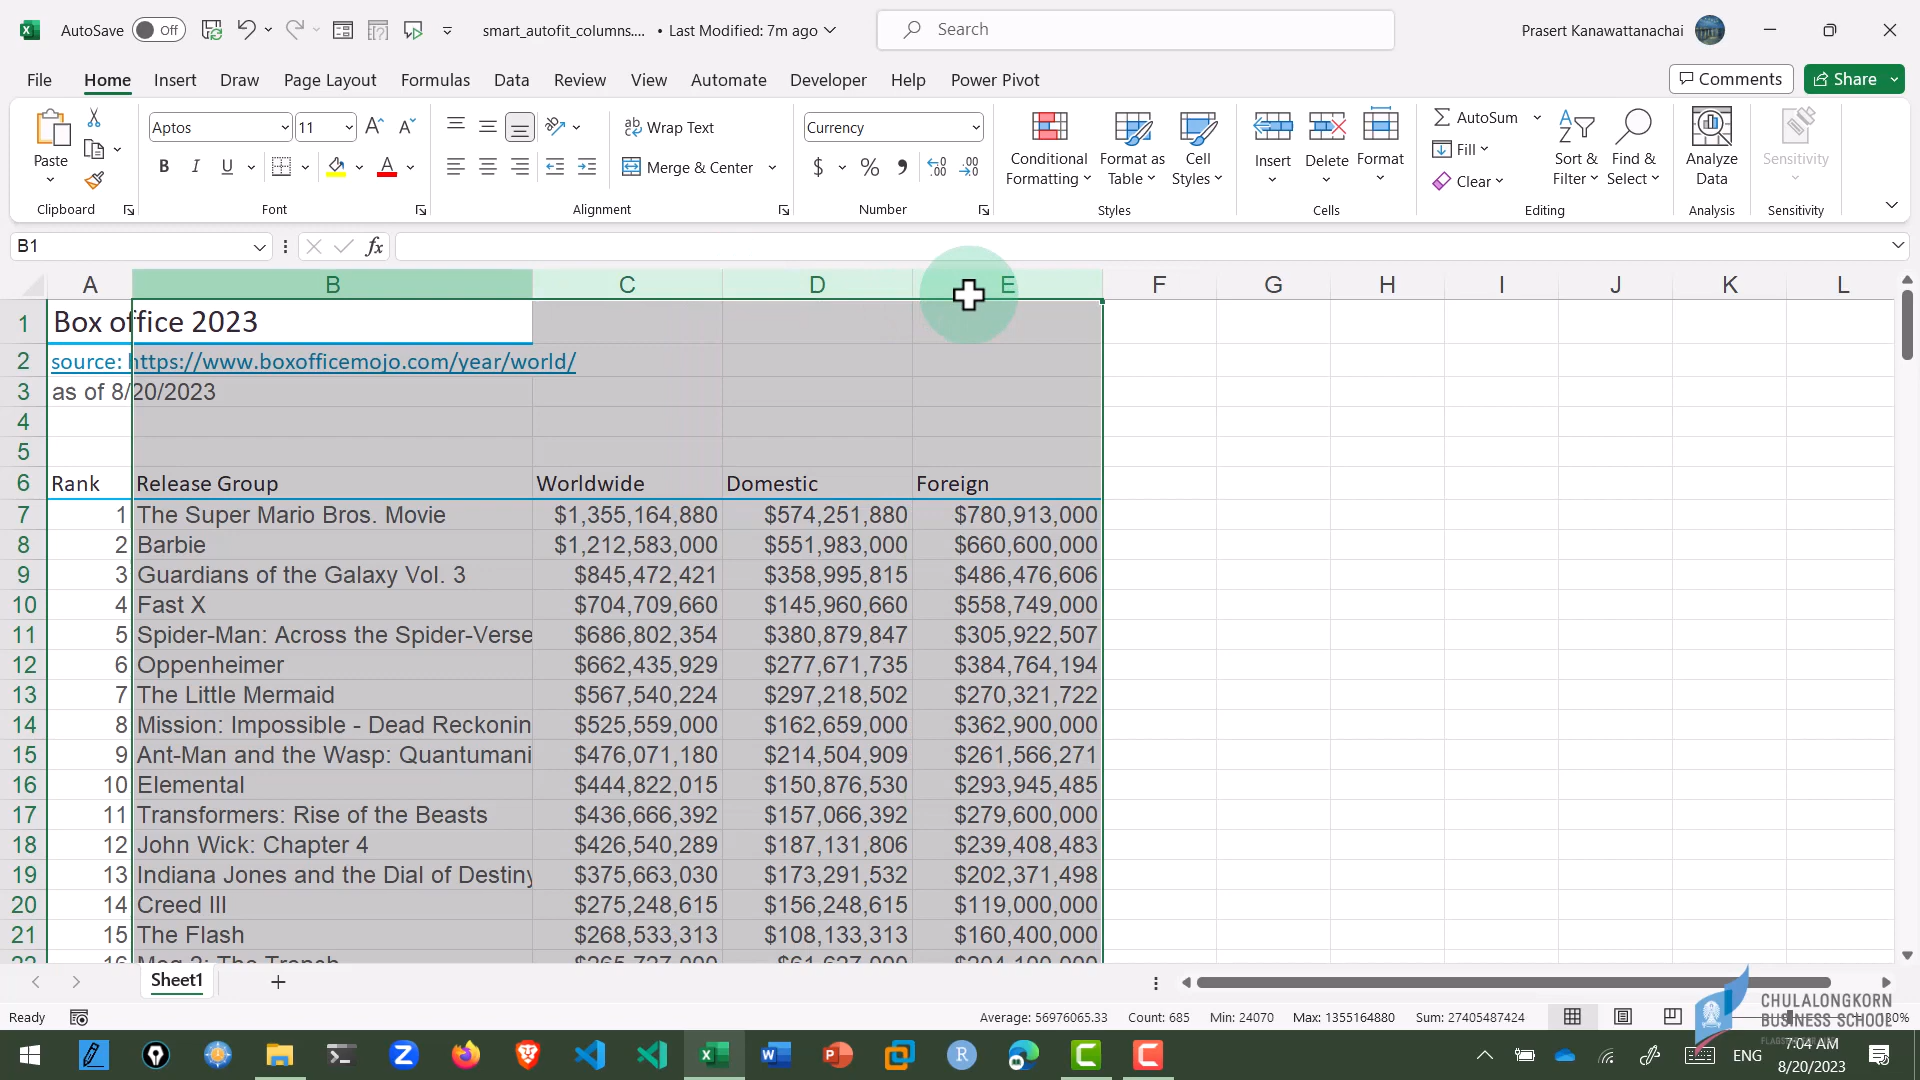 AutoSave Off smart_autofit_columns.... • Last Modified: 7m ago Search Prasert Kanawattanachai
File Home Insert Draw Page Layout Formulas Data Review View Automate Developer Help Power Pivot Comments Share
Paste
Clipboard
Aptos 11
B I U
Font
Wrap Text
Merge & Center
Alignment
Currency
$ % ,
Number
Conditional Formatting
Format as Table
Cell Styles
Styles
Insert
Delete
Format
Cells
AutoSum
Fill
Clear
Sort & Filter
Find & Select
Editing
Analyze Data
Analysis
Sensitivity
Sensitivity
B1 fx
A B C D E F G H I J K L
1 Box office 2023
2 source: https://www.boxofficemojo.com/year/world/
3 as of 8/20/2023
4
5
6 Rank Release Group Worldwide Domestic Foreign
7 1 The Super Mario Bros. Movie $1,355,164,880 $574,251,880 $780,913,000
8 2 Barbie $1,212,583,000 $551,983,000 $660,600,000
9 3 Guardians of the Galaxy Vol. 3 $845,472,421 $358,995,815 $486,476,606
10 4 Fast X $704,709,660 $145,960,660 $558,749,000
11 5 Spider-Man: Across the Spider-Verse $686,802,354 $380,879,847 $305,922,507
12 6 Oppenheimer $662,435,929 $277,671,735 $384,764,194
13 7 The Little Mermaid $567,540,224 $297,218,502 $270,321,722
14 8 Mission: Impossible - Dead Reckonin $525,559,000 $162,659,000 $362,900,000
15 9 Ant-Man and the Wasp: Quantumani $476,071,180 $214,504,909 $261,566,271
16 10 Elemental $444,822,015 $150,876,530 $293,945,485
17 11 Transformers: Rise of the Beasts $436,666,392 $157,066,392 $279,600,000
18 12 John Wick: Chapter 4 $426,540,289 $187,131,806 $239,408,483
19 13 Indiana Jones and the Dial of Destiny $375,663,030 $173,291,532 $202,371,498
20 14 Creed III $275,248,615 $156,248,615 $119,000,000
21 15 The Flash $268,533,313 $108,133,313 $160,400,000
Sheet1
Ready Average: 56976065.33 Count: 685 Min: 24070 Max: 1355164880 Sum: 27405487424
CHULALONGKORN
BUSINESS SCHOOL
ENG 7:04 AM
8/20/2023